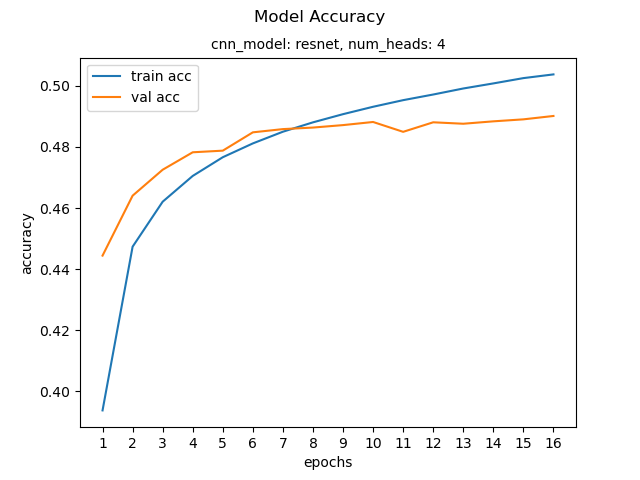 Model Accuracy
cnn_model: resnet, num_heads: 4
train acc
val acc
0.50
0.48
0.46
0.44
0.42
0.40
accuracy
1 2 3 4 5 6 7 8 9 10 11 12 13 14 15 16
epochs